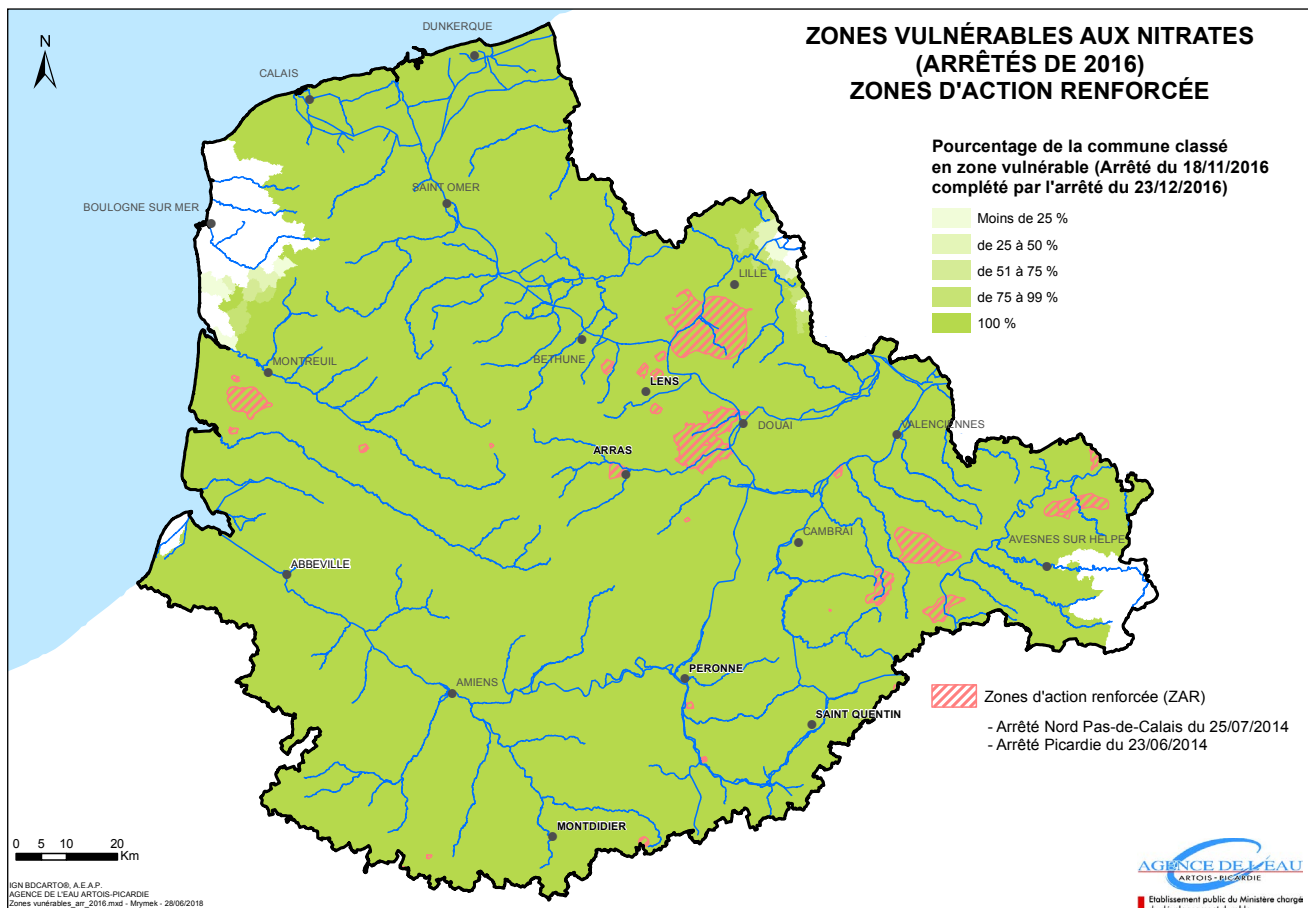 ZONES VULNÉRABLES AUX NITRATES
(ARRÊTÉS DE 2016)
ZONES D'ACTION RENFORCÉE
N
DUNKERQUE
CALAIS
SAINT OMER
BOULOGNE SUR MER
LILLE
MONTREUIL
BETHUNE
LENS
DOUAI
VALENCIENNES
ARRAS
CAMBRAI
AVESNES SUR HELPE
ABBEVILLE
PERONNE
AMIENS
SAINT QUENTIN
MONTDIDIER
Pourcentage de la commune classé
en zone vulnérable (Arrêté du 18/11/2016
complété par l'arrêté du 23/12/2016)
Moins de 25 %
de 25 à 50 %
de 51 à 75 %
de 75 à 99 %
100 %
Zones d'action renforcée (ZAR)
- Arrêté Nord Pas-de-Calais du 25/07/2014
- Arrêté Picardie du 23/06/2014
0 5 10 20
Km
IGN BDCARTO®, A.E.A.P.
AGENCE DE L'EAU ARTOIS-PICARDIE
Zones vunérables_arr_2016.mxd - Mrymek - 28/06/2018
AGENCE DE L'EAU
ARTOIS - PICARDIE
Etablissement public du Ministère chargé